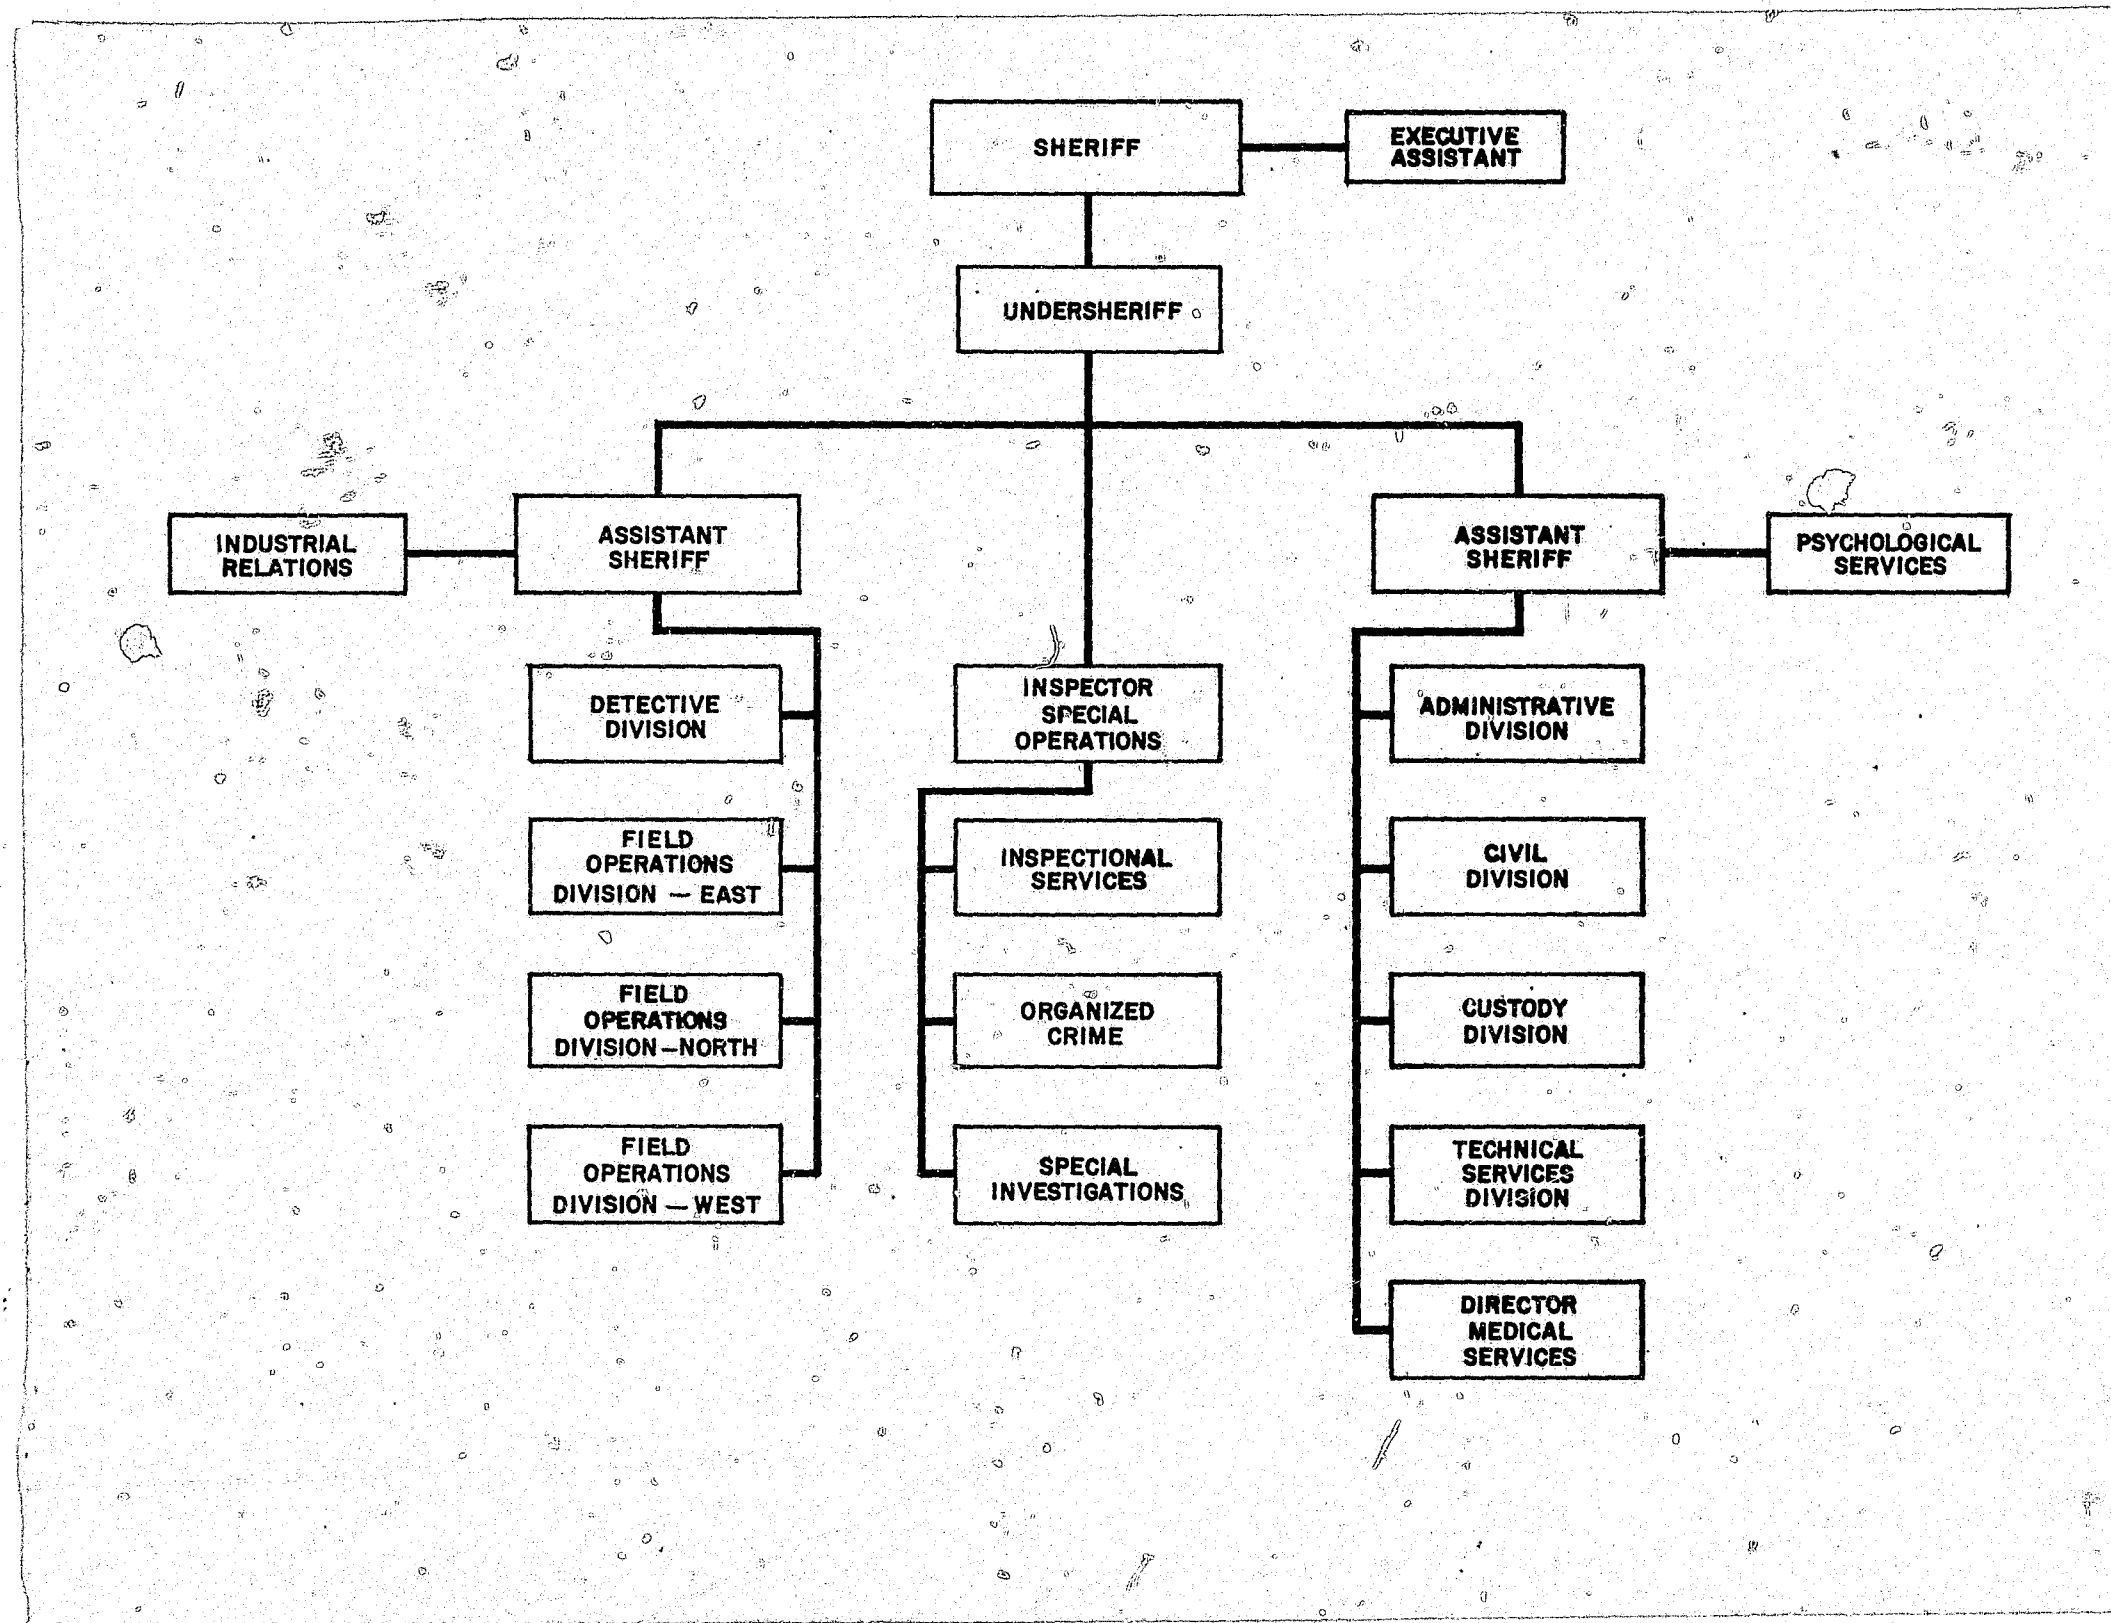 SHERIFF
EXECUTIVE
ASSISTANT
UNDERSHERIFF
INDUSTRIAL
RELATIONS
ASSISTANT
SHERIFF
ASSISTANT
SHERIFF
PSYCHOLOGICAL
SERVICES
DETECTIVE
DIVISION
FIELD
OPERATIONS
DIVISION — EAST
FIELD
OPERATIONS
DIVISION — NORTH
FIELD
OPERATIONS
DIVISION — WEST
INSPECTOR
SPECIAL
OPERATIONS
INSPECTIONAL
SERVICES
ORGANIZED
CRIME
SPECIAL
INVESTIGATIONS
ADMINISTRATIVE
DIVISION
CIVIL
DIVISION
CUSTODY
DIVISION
TECHNICAL
SERVICES
DIVISION
DIRECTOR
MEDICAL
SERVICES